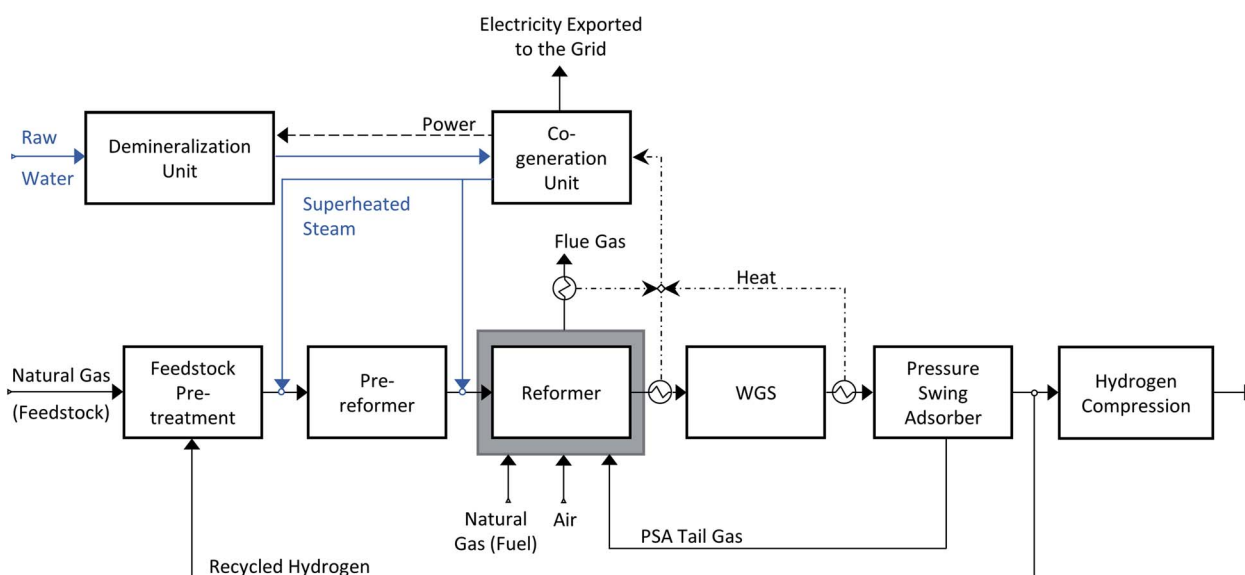 Electricity Exported
to the Grid
Raw
Water
Demineralization
Unit
Power
Co-
generation
Unit
Superheated
Steam
Flue Gas
Heat
Natural Gas
(Feedstock)
Feedstock
Pre-
treatment
Pre-
reformer
Reformer
WGS
Pressure
Swing
Adsorber
Hydrogen
Compression
Natural
Gas (Fuel)
Air
PSA Tail Gas
Recycled Hydrogen